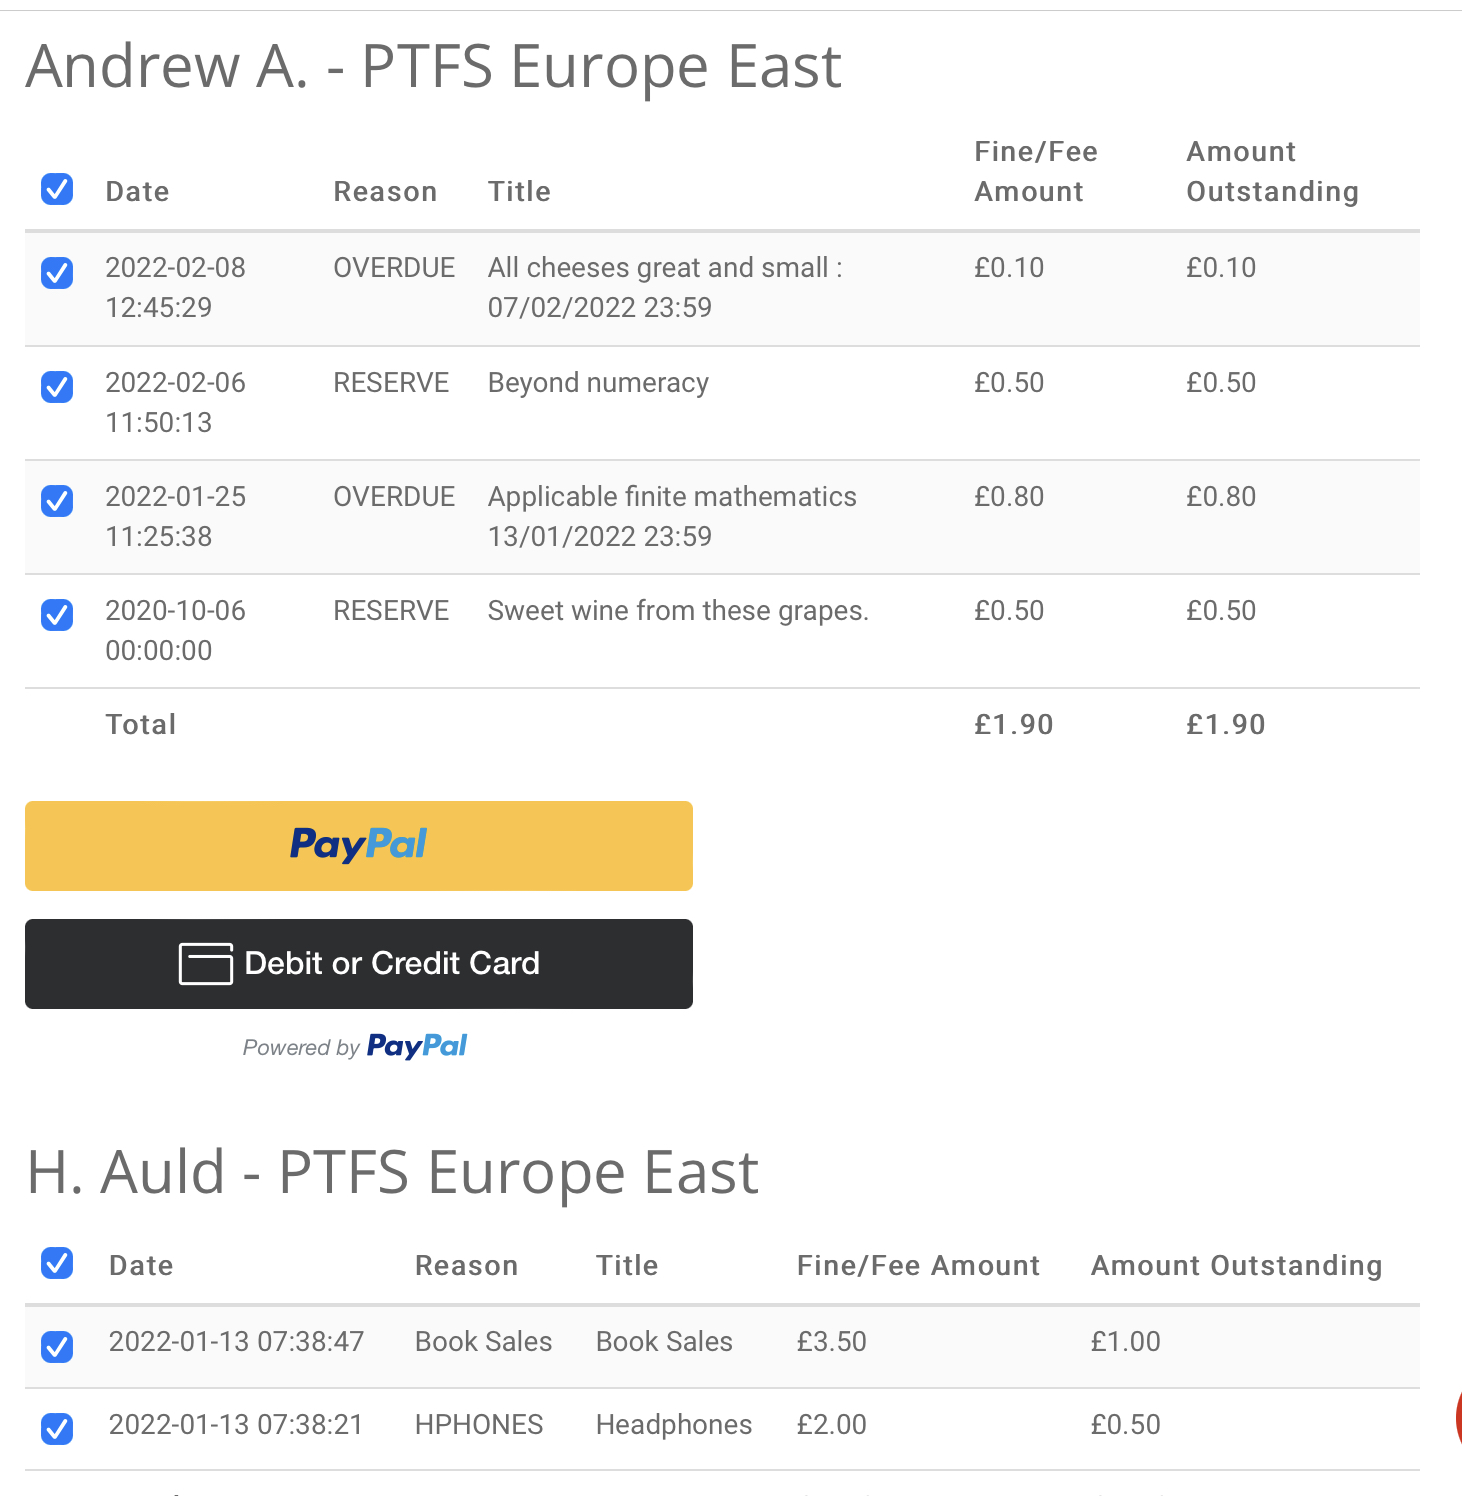 Andrew A. - PTFS Europe East
Date Reason Title Fine/Fee Amount Amount Outstanding
2022-02-08 12:45:29 OVERDUE All cheeses great and small : 07/02/2022 23:59 £0.10 £0.10
2022-02-06 11:50:13 RESERVE Beyond numeracy £0.50 £0.50
2022-01-25 11:25:38 OVERDUE Applicable finite mathematics 13/01/2022 23:59 £0.80 £0.80
2020-10-06 00:00:00 RESERVE Sweet wine from these grapes. £0.50 £0.50
Total £1.90 £1.90
PayPal
Debit or Credit Card
Powered by PayPal
H. Auld - PTFS Europe East
Date Reason Title Fine/Fee Amount Amount Outstanding
2022-01-13 07:38:47 Book Sales Book Sales £3.50 £1.00
2022-01-13 07:38:21 HPHONES Headphones £2.00 £0.50